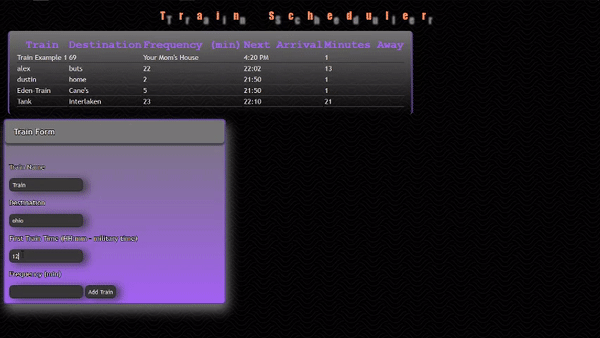 Train Scheduler
Train Destination Frequency (min) Next Arrival Minutes Away
Train Example 1 69 Your Mom's House 4:20 PM 1
alex buts 22 22:02 13
dustin home 2 21:50 1
Eden-Train Cane's 5 21:50 1
Tank Interlaken 23 22:10 21
Train Form
Train Name
Train
Destination
ohio
First Train Time (HH:mm - military time)
12
Frequency (min)
Add Train